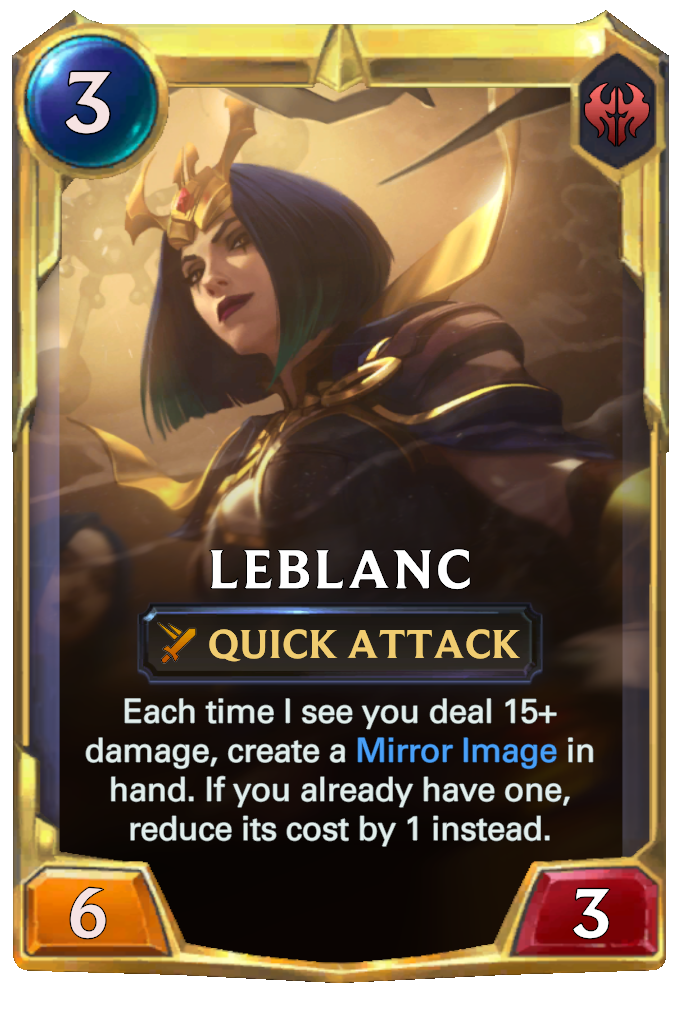 3
LEBLANC
QUICK ATTACK
Each time I see you deal 15+
damage, create a Mirror Image in
hand. If you already have one,
reduce its cost by 1 instead.
6
3